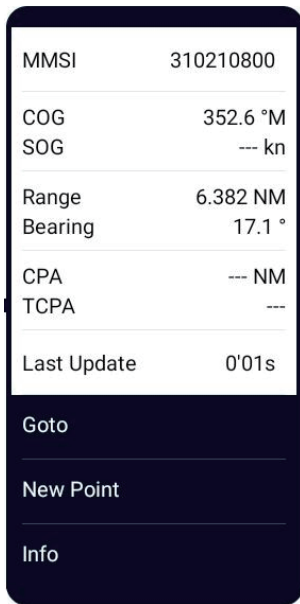 MMSI 310210800
COG 352.6 °M
SOG --- kn
Range 6.382 NM
Bearing 17.1 °
CPA --- NM
TCPA ---
Last Update 0'01s
Goto
New Point
Info